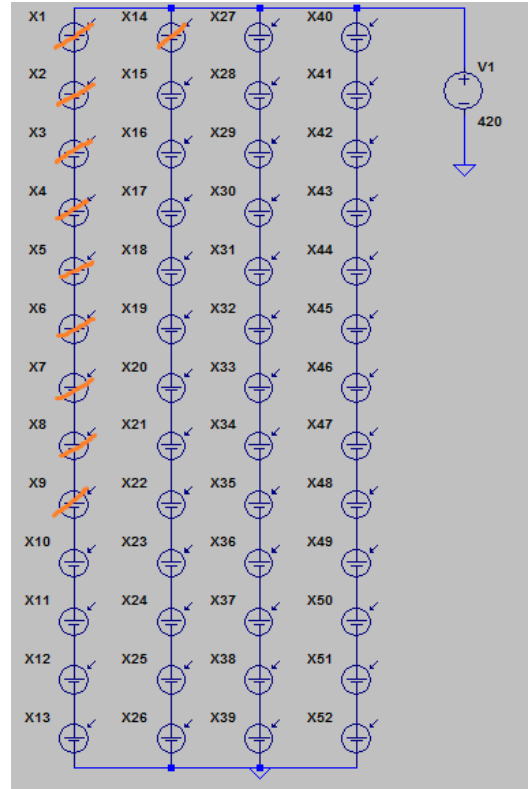 X1 X14 X27 X40
V1
X2 X15 X28 X41
420
X3 X16 X29 X42
X4 X17 X30 X43
X5 X18 X31 X44
X6 X19 X32 X45
X7 X20 X33 X46
X8 X21 X34 X47
X9 X22 X35 X48
X10 X23 X36 X49
X11 X24 X37 X50
X12 X25 X38 X51
X13 X26 X39 X52